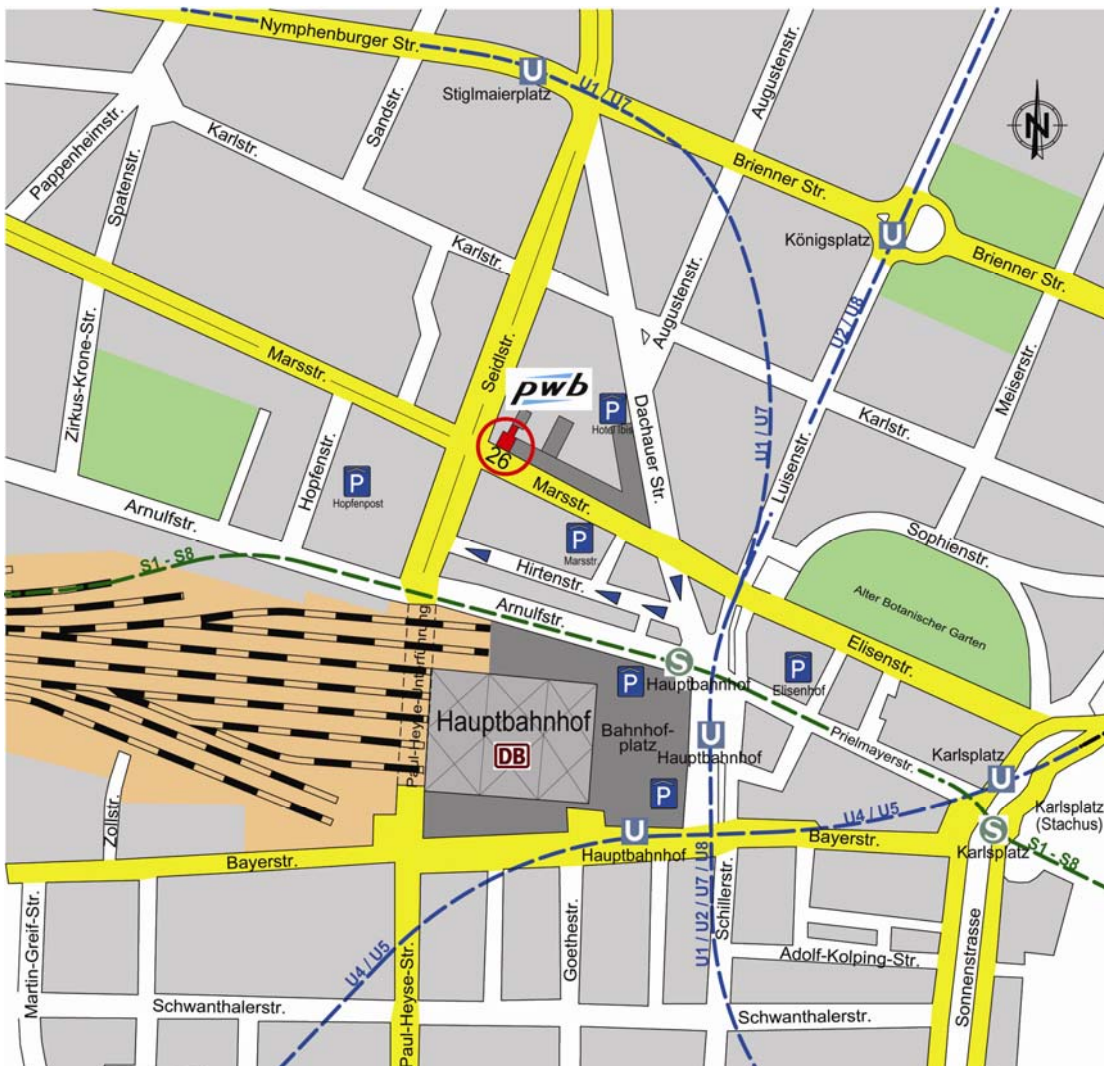 Nymphenburger Str.
U
Stiglmaierplatz
U1 / U7
Augustenstr.
N
Sandstr.
Karlstr.
Pappenheimstr.
Spatenstr.
Brienner Str.
Königsplatz
U
Brienner Str.
Karlstr.
Augustenstr.
U2 / U8
Meiserstr.
Zirkus-Krone-Str.
Marsstr.
Seidlstr.
pwb
P
Hotel Ibis
Dachauer Str.
U1 / U7
Karlstr.
Luisenstr.
26
Marsstr.
Hopfenstr.
P
Hopfenpost
Arnulfstr.
P
Marsstr.
Sophienstr.
S1 - S8
Hirtenstr.
Arnulfstr.
Alter Botanischer
Garten
Elisenstr.
Paul-Heyse-Unterführung
S
Hauptbahnhof
P
P
Elisenhof
Hauptbahnhof
DB
Bahnhof-
platz
U
Hauptbahnhof
Prielmayerstr.
Karlsplatz
U
P
Zollstr.
U4 / U5
Karlsplatz
(Stachus)
U
Hauptbahnhof
Bayerstr.
Bayerstr.
S
Karlsplatz
S1 - S8
U1 / U2 / U7 / U8
Schillerstr.
Martin-Greif-Str.
U4 / U5
Goethestr.
Adolf-Kolping-Str.
Sonnenstrasse
Paul-Heyse-Str.
Schwanthalerstr.
Schwanthalerstr.